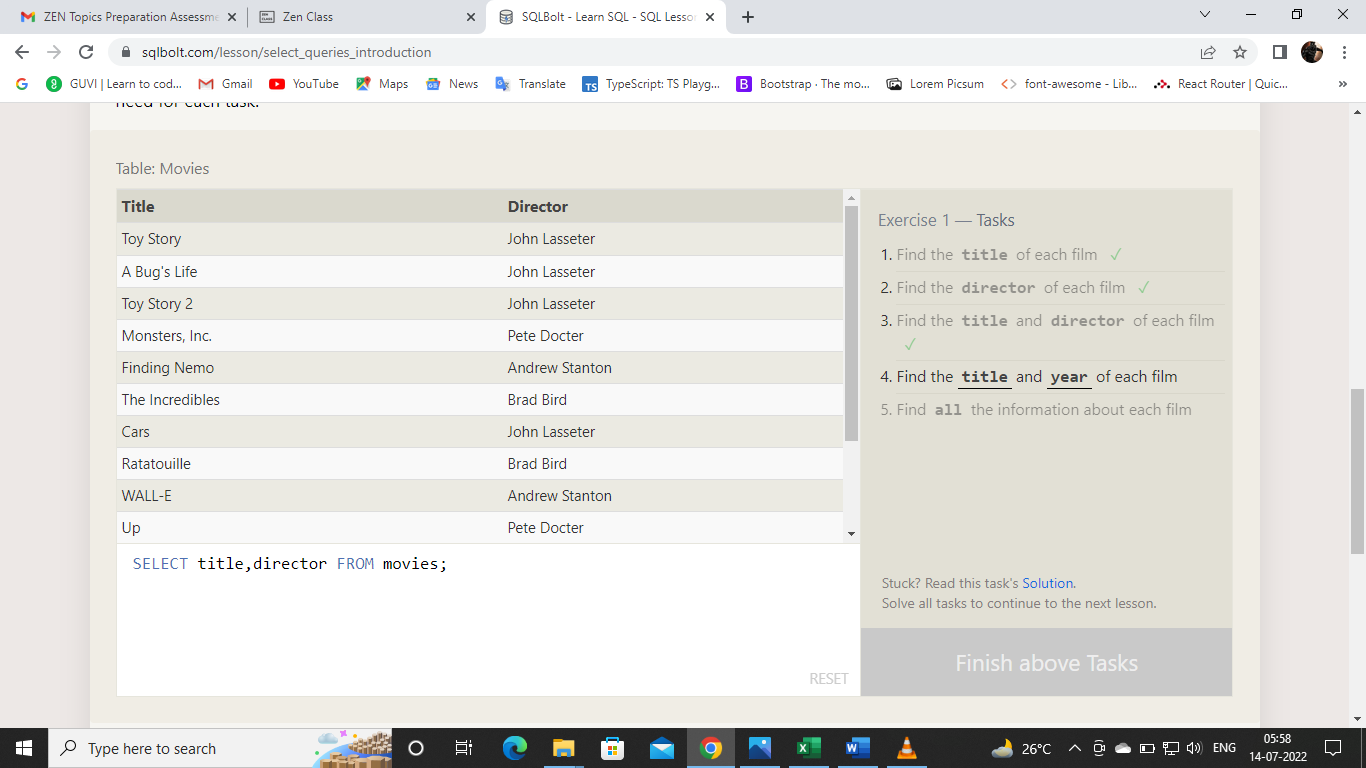 ZEN Topics Preparation Assessme
Zen Class
SQLBolt - Learn SQL - SQL Lesso
sqlbolt.com/lesson/select_queries_introduction
GUVI | Learn to cod...
Gmail
YouTube
Maps
News
Translate
TypeScript: TS Playg...
Bootstrap · The mo...
Lorem Picsum
font-awesome - Lib...
React Router | Quic...
need for each task.
Table: Movies
Title Director
Toy Story John Lasseter
A Bug's Life John Lasseter
Toy Story 2 John Lasseter
Monsters, Inc. Pete Docter
Finding Nemo Andrew Stanton
The Incredibles Brad Bird
Cars John Lasseter
Ratatouille Brad Bird
WALL-E Andrew Stanton
Up Pete Docter
SELECT title,director FROM movies;
RESET
Exercise 1 — Tasks
1. Find the title of each film ✓
2. Find the director of each film ✓
3. Find the title and director of each film
✓
4. Find the title and year of each film
5. Find all the information about each film
Stuck? Read this task's Solution.
Solve all tasks to continue to the next lesson.
Finish above Tasks
Type here to search
26°C
ENG
05:58
14-07-2022